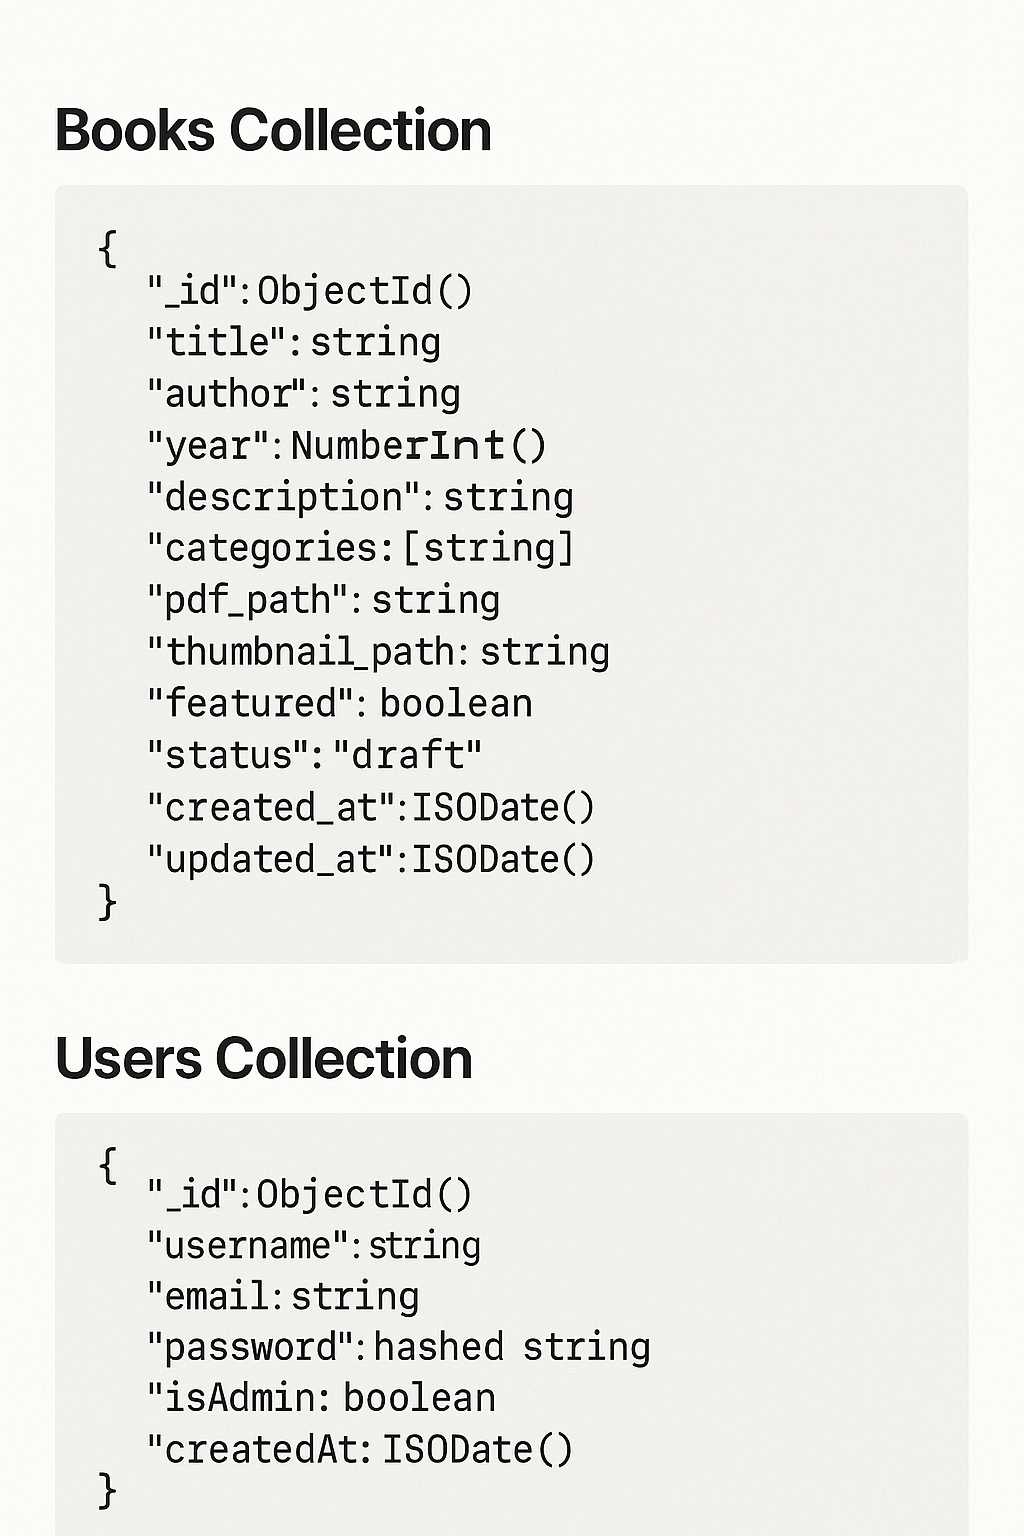 Books Collection
{
"_id":ObjectId()
"title": string
"author": string
"year": NumberInt()
"description": string
"categories: [string]
"pdf_path": string
"thumbnail_path: string
"featured": boolean
"status": "draft"
"created_at":ISODate()
"updated_at":ISODate()
}
Users Collection
{
"_id":ObjectId()
"username": string
"email: string
"password": hashed string
"isAdmin: boolean
"createdAt: ISODate()
}